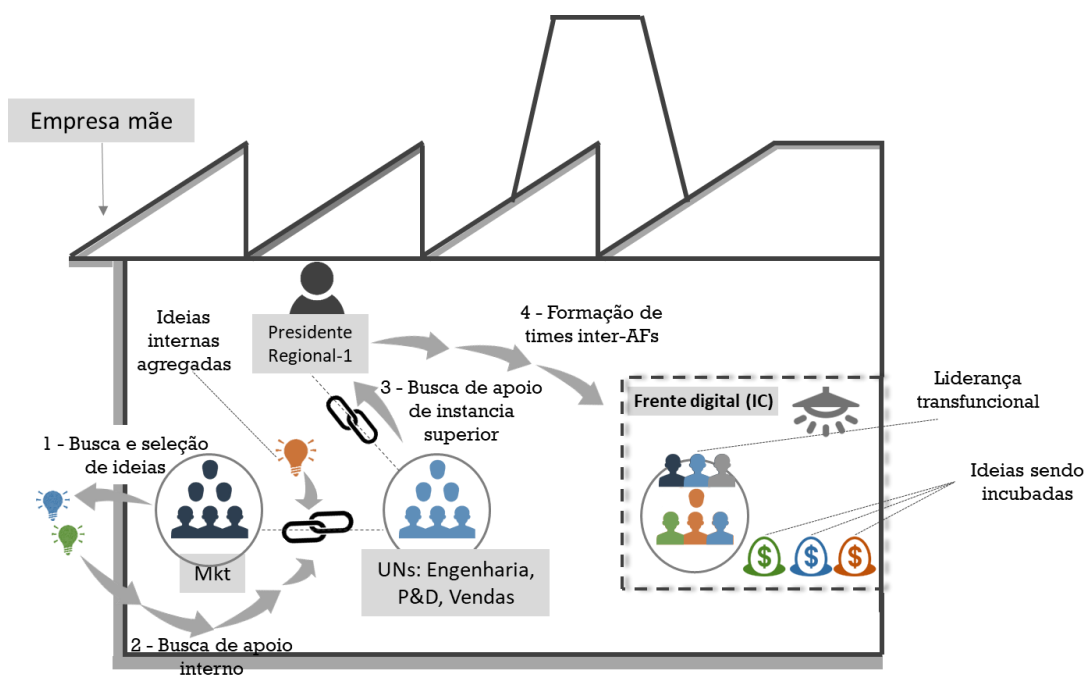 Empresa mãe
Ideias
internas
agregadas
Presidente
Regional-1
4 - Formação de
times inter-AFs
3 - Busca de apoio
de instancia
superior
Frente digital (IC)
Liderança
transfuncional
1 - Busca e seleção
de ideias
Ideias sendo
incubadas
Mkt
UNs: Engenharia,
P&D, Vendas
2 - Busca de apoio
interno
$ $ $